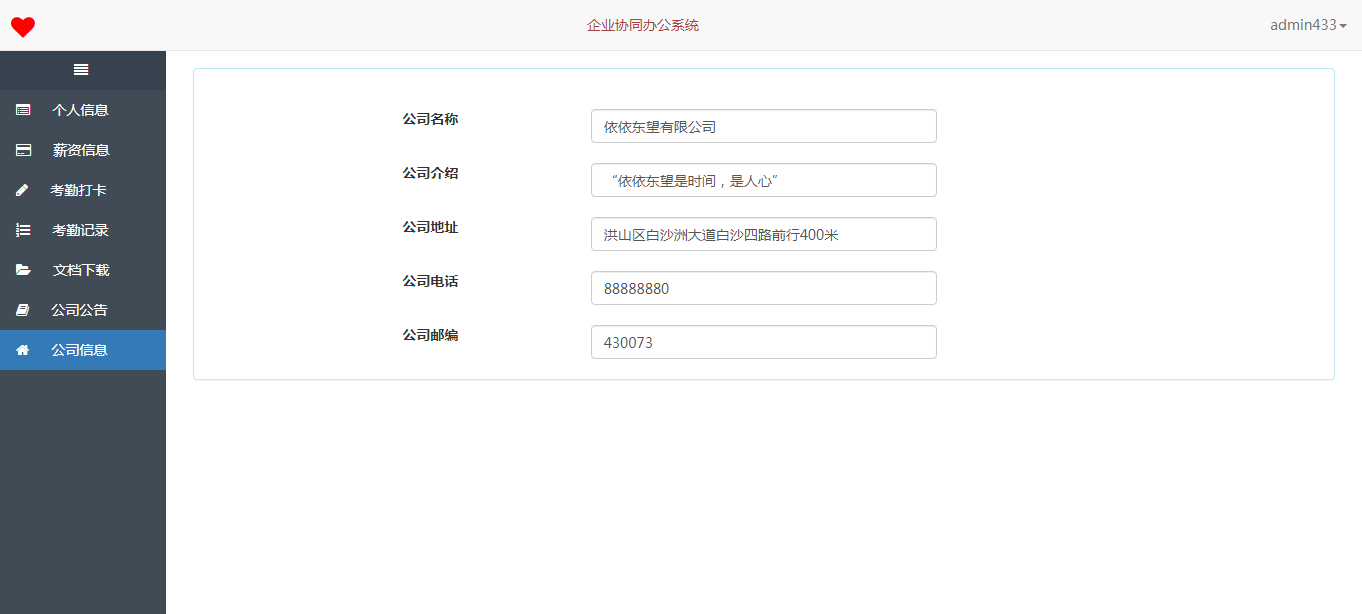 企业协同办公系统
admin433
个人信息
薪资信息
考勤打卡
考勤记录
文档下载
公司公告
公司信息
公司名称
依依东望有限公司
公司介绍
“依依东望是时间，是人心”
公司地址
洪山区白沙洲大道白沙四路前行400米
公司电话
88888880
公司邮编
430073